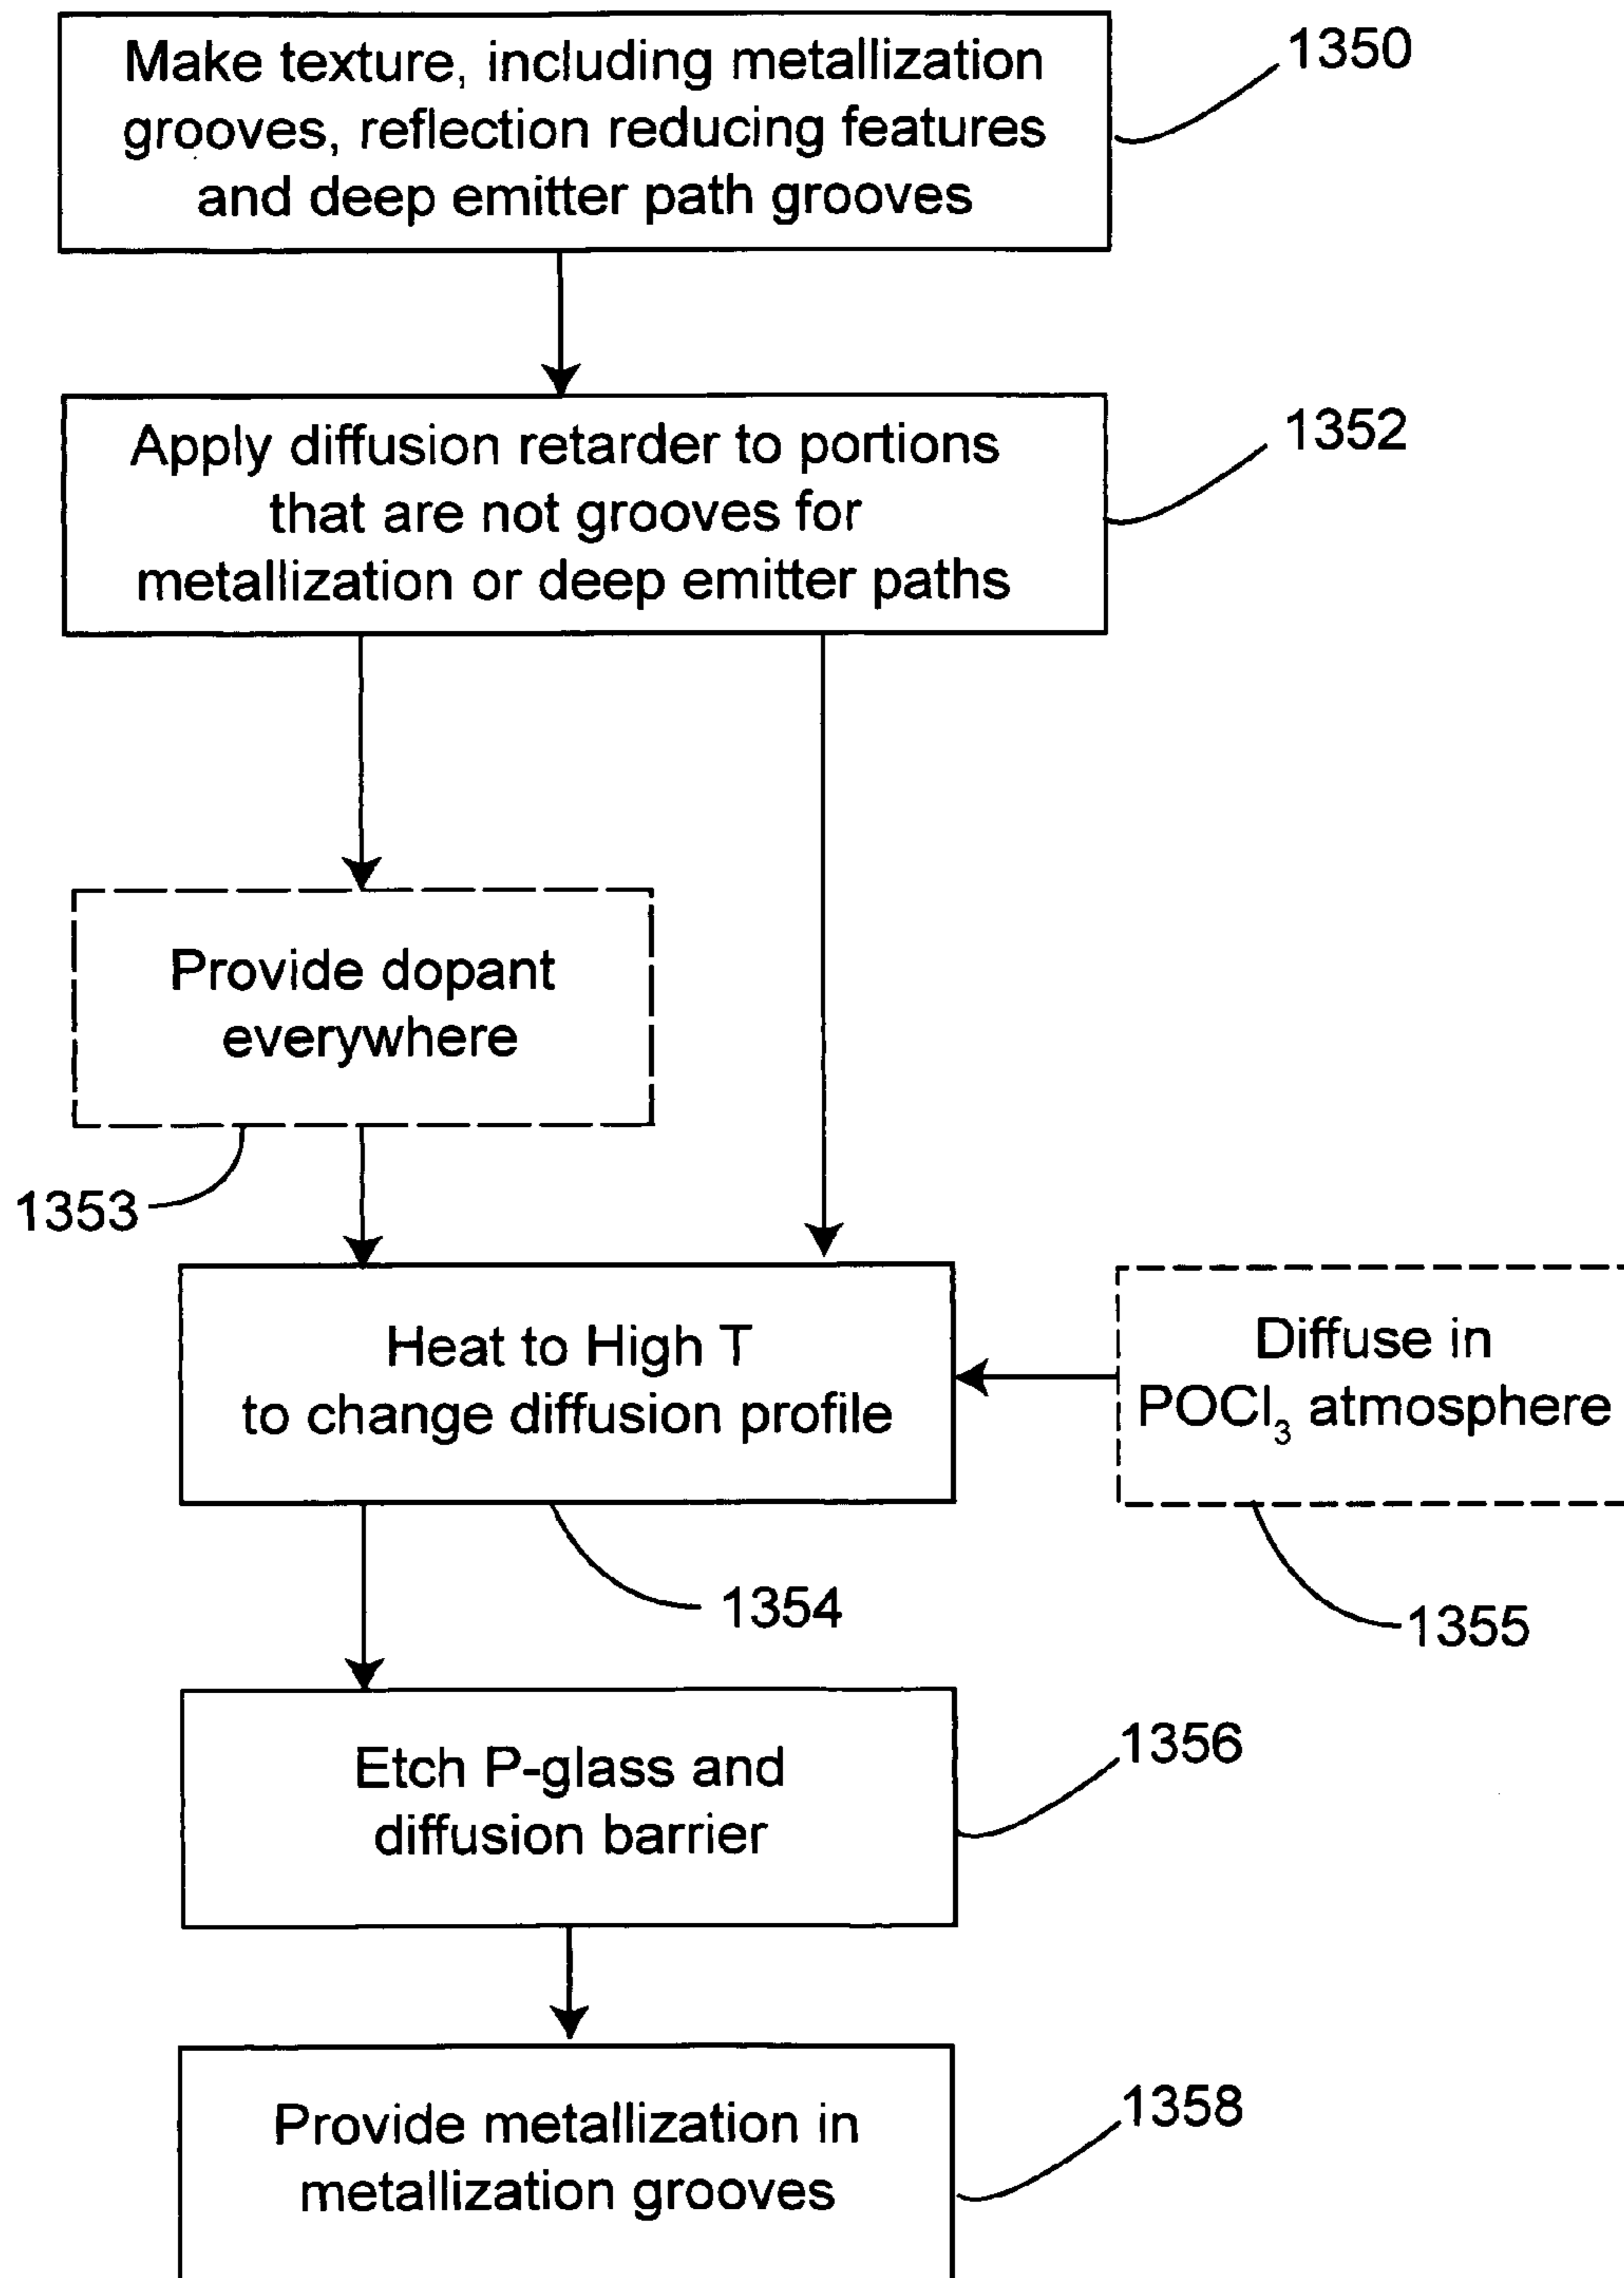 Make texture, including metallization
grooves, reflection reducing features
and deep emitter path grooves
1350
Apply diffusion retarder to portions
that are not grooves for
metallization or deep emitter paths
1352
Provide dopant
everywhere
1353
Heat to High T
to change diffusion profile
1354
Diffuse in
POCl₃ atmosphere
1355
Etch P-glass and
diffusion barrier
1356
Provide metallization in
metallization grooves
1358